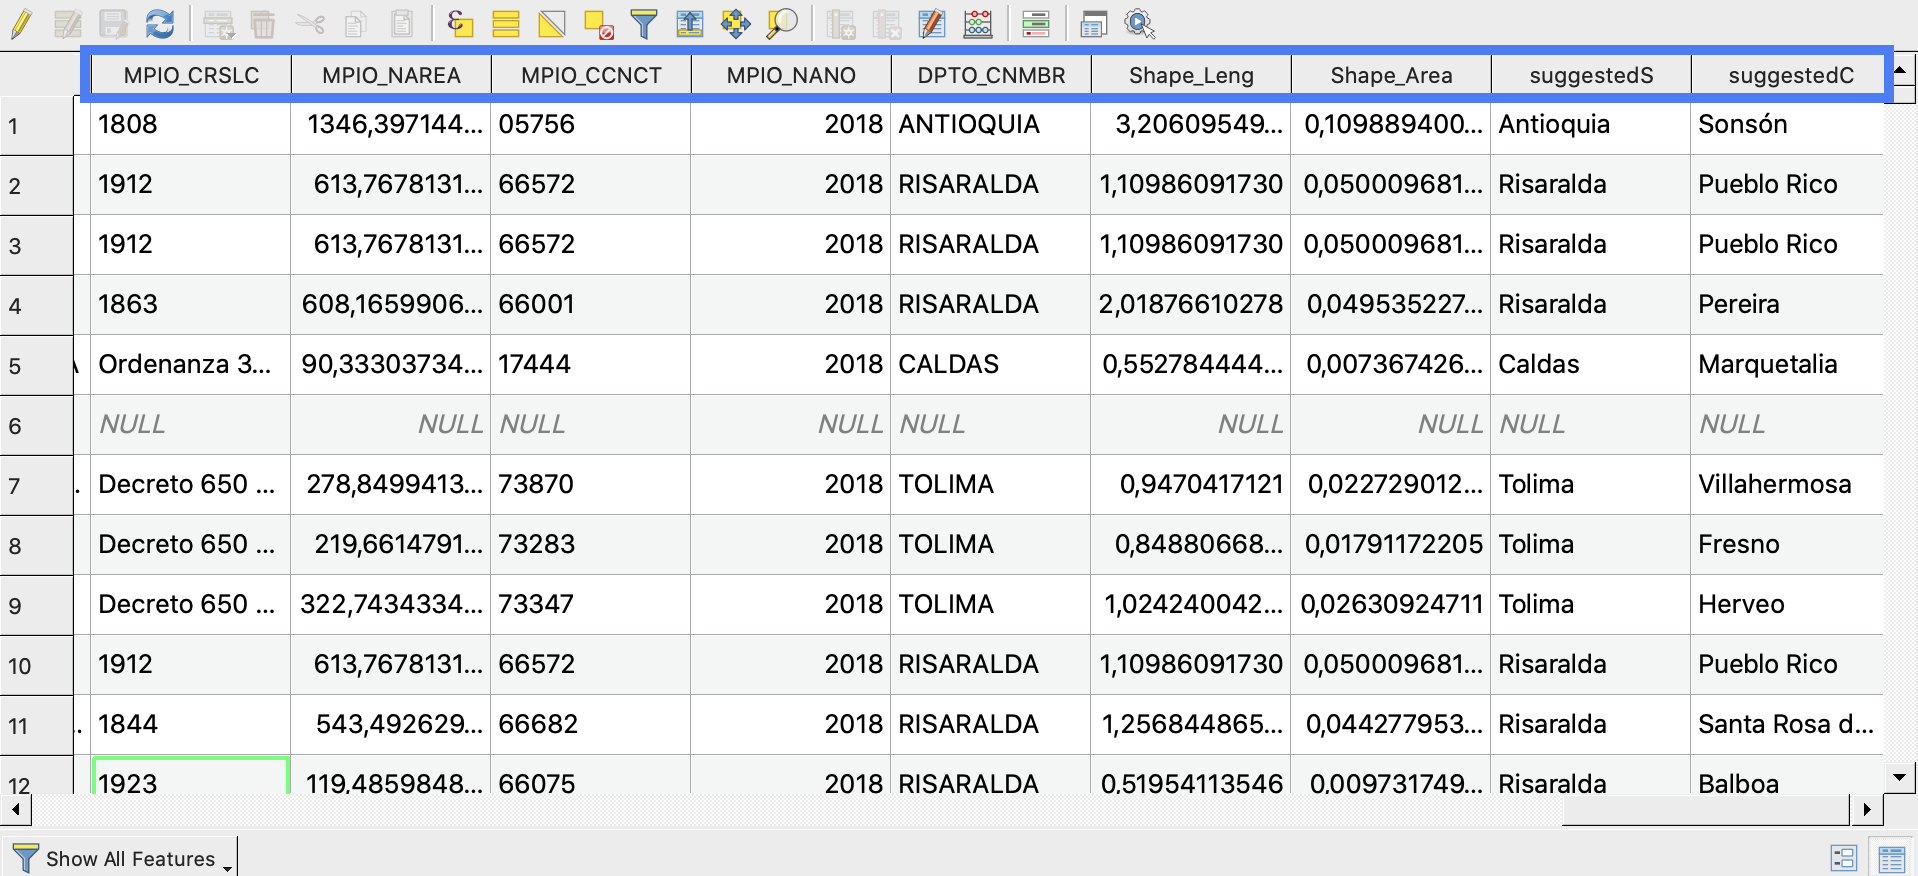 MPIO_CRSLC MPIO_NAREA MPIO_CCNCT MPIO_NANO DPTO_CNMBR Shape_Leng Shape_Area suggestedS suggestedC
1 1808 1346,397144... 05756 2018 ANTIOQUIA 3,20609549... 0,109889400... Antioquia Sonsón
2 1912 613,7678131... 66572 2018 RISARALDA 1,10986091730 0,050009681... Risaralda Pueblo Rico
3 1912 613,7678131... 66572 2018 RISARALDA 1,10986091730 0,050009681... Risaralda Pueblo Rico
4 1863 608,1659906... 66001 2018 RISARALDA 2,01876610278 0,049535227... Risaralda Pereira
5 Ordenanza 3... 90,33303734... 17444 2018 CALDAS 0,552784444... 0,007367426... Caldas Marquetalia
6 NULL NULL NULL NULL NULL NULL NULL NULL NULL
7 Decreto 650 ... 278,8499413... 73870 2018 TOLIMA 0,9470417121 0,022729012... Tolima Villahermosa
8 Decreto 650 ... 219,6614791... 73283 2018 TOLIMA 0,84880668... 0,01791172205 Tolima Fresno
9 Decreto 650 ... 322,7434334... 73347 2018 TOLIMA 1,024240042... 0,02630924711 Tolima Herveo
10 1912 613,7678131... 66572 2018 RISARALDA 1,10986091730 0,050009681... Risaralda Pueblo Rico
11 1844 543,492629... 66682 2018 RISARALDA 1,256844865... 0,044277953... Risaralda Santa Rosa d...
12 1923 119,4859848... 66075 2018 RISARALDA 0,51954113546 0,009731749... Risaralda Balboa
Show All Features